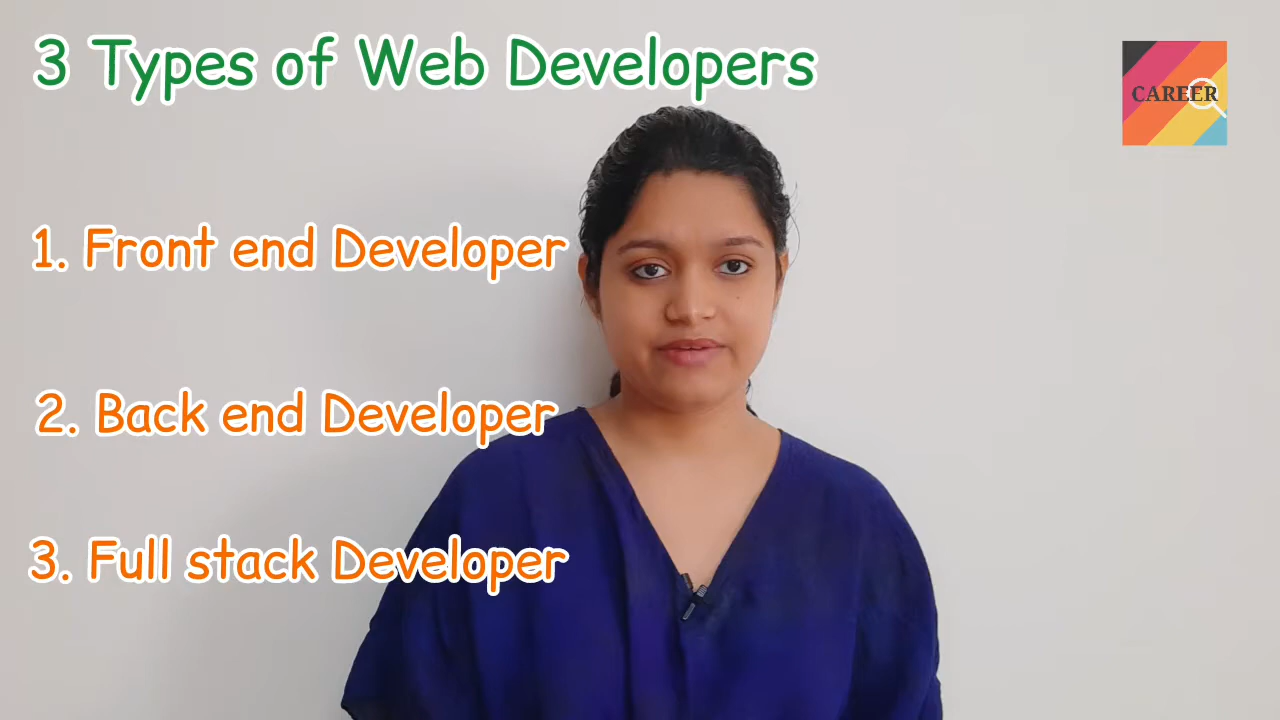 3 Types of Web Developers
CAREER
1. Front end Developer
2. Back end Developer
3. Full stack Developer